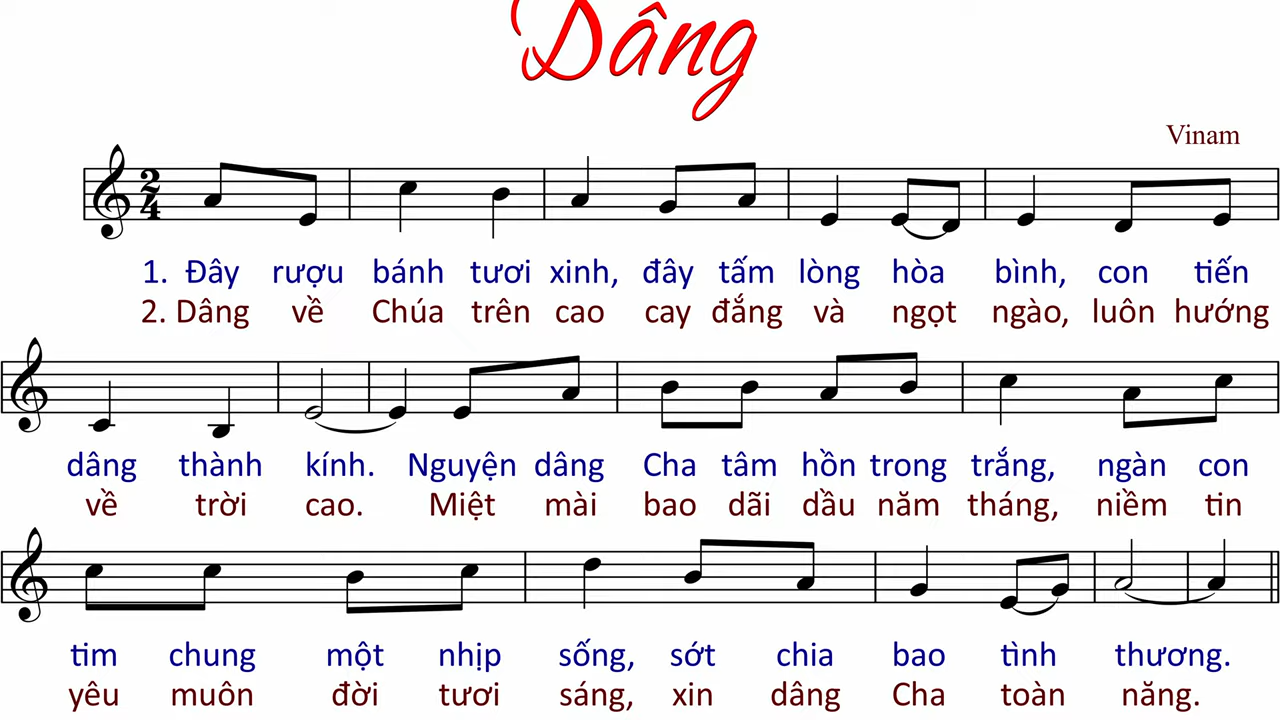 Dâng
Vinam
2
4
1. Đây rượu bánh tươi xinh, đây tấm lòng hòa bình, con tiến
2. Dâng về Chúa trên cao cay đắng và ngọt ngào, luôn hướng
dâng thành kính. Nguyện dâng Cha tâm hồn trong trắng, ngàn con
về trời cao. Miệt mài bao dãi dầu năm tháng, niềm tin
tim chung một nhịp sống, sớt chia bao tình thương.
yêu muôn đời tươi sáng, xin dâng Cha toàn năng.